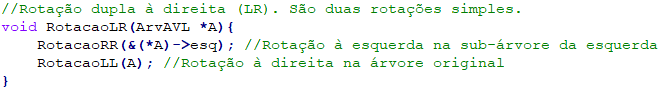 //Rotação dupla à direita (LR). São duas rotações simples.
void RotacaoLR(ArvAVL *A){
    RotacaoRR(&(*A)->esq); //Rotação à esquerda na sub-árvore da esquerda
    RotacaoLL(A); //Rotação à direita na árvore original
}